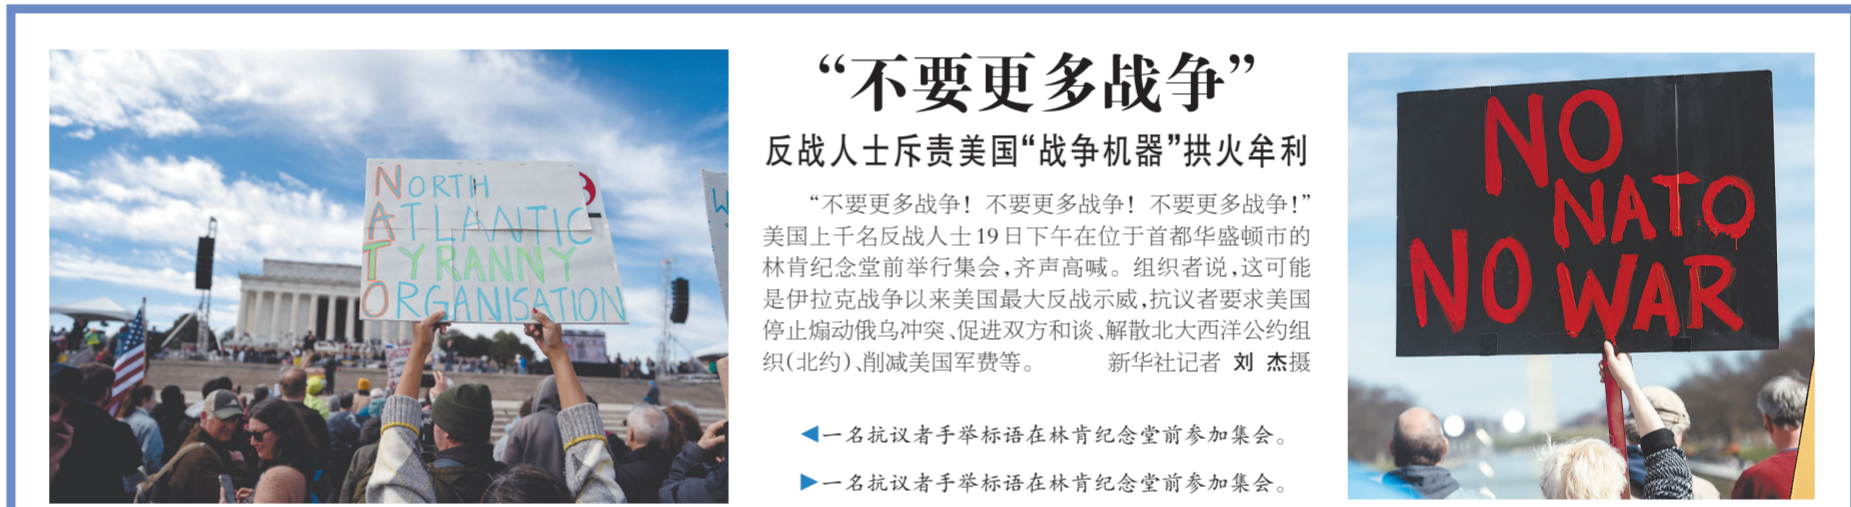 NORTH
ATLANTIC
TYRANNY
ORGANISATION
“不要更多战争”
反战人士斥责美国“战争机器”拱火牟利
“不要更多战争！不要更多战争！不要更多战争！”
美国上千名反战人士19日下午在位于首都华盛顿市的
林肯纪念堂前举行集会，齐声高喊。组织者说，这可能
是伊拉克战争以来美国最大反战示威，抗议者要求美国
停止煽动俄乌冲突、促进双方和谈、解散北大西洋公约组
织（北约）、削减美国军费等。 新华社记者 刘 杰摄
◀一名抗议者手举标语在林肯纪念堂前参加集会。
▶一名抗议者手举标语在林肯纪念堂前参加集会。
NO
NATO
NO WAR